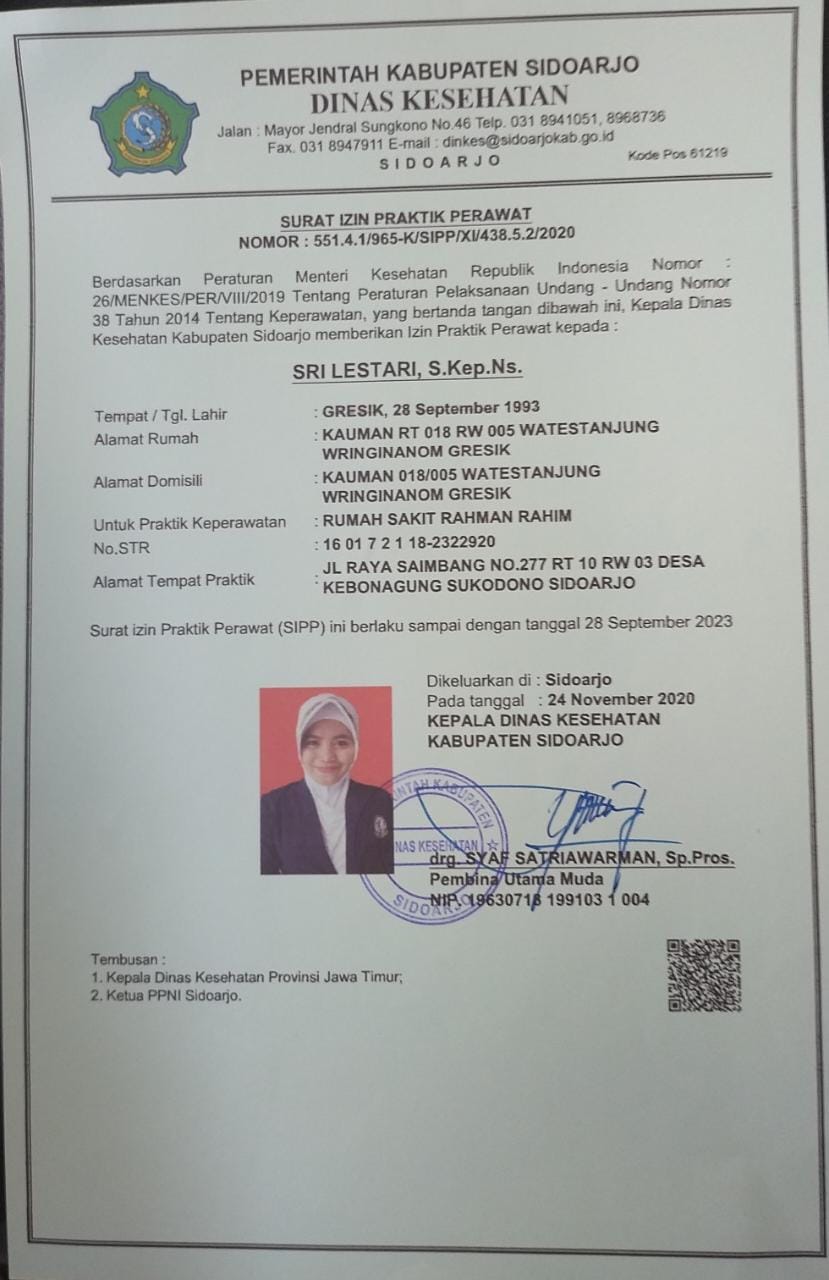 PEMERINTAH KABUPATEN SIDOARJO
DINAS KESEHATAN
Jalan : Mayor Jendral Sungkono No.46 Telp. 031 8941051, 8968736
Fax. 031 8947911 E-mail : dinkes@sidoarjokab.go.id
SIDOARJO
Kode Pos 61219
SURAT IZIN PRAKTIK PERAWAT
NOMOR : 551.4.1/965-K/SIPP/XI/438.5.2/2020
Berdasarkan Peraturan Menteri Kesehatan Republik Indonesia Nomor :
26/MENKES/PER/VIII/2019 Tentang Peraturan Pelaksanaan Undang - Undang Nomor
38 Tahun 2014 Tentang Keperawatan, yang bertanda tangan dibawah ini, Kepala Dinas
Kesehatan Kabupaten Sidoarjo memberikan Izin Praktik Perawat kepada :
SRI LESTARI, S.Kep.Ns.
Tempat / Tgl. Lahir : GRESIK, 28 September 1993
Alamat Rumah : KAUMAN RT 018 RW 005 WATESTANJUNG
WRINGINANOM GRESIK
Alamat Domisili : KAUMAN 018/005 WATESTANJUNG
WRINGINANOM GRESIK
Untuk Praktik Keperawatan : RUMAH SAKIT RAHMAN RAHIM
No.STR : 16 01 7 2 1 18-2322920
Alamat Tempat Praktik : JL RAYA SAIMBANG NO.277 RT 10 RW 03 DESA
KEBONAGUNG SUKODONO SIDOARJO
Surat izin Praktik Perawat (SIPP) ini berlaku sampai dengan tanggal 28 September 2023
Dikeluarkan di : Sidoarjo
Pada tanggal : 24 November 2020
KEPALA DINAS KESEHATAN
KABUPATEN SIDOARJO
KABUPATEN
NAS KESEHATAN
SIDOARJO
drg. SYAF SATRIAWARMAN, Sp.Pros.
Pembina Utama Muda
NIP. 19630716 199103 1 004
Tembusan :
1. Kepala Dinas Kesehatan Provinsi Jawa Timur;
2. Ketua PPNI Sidoarjo.